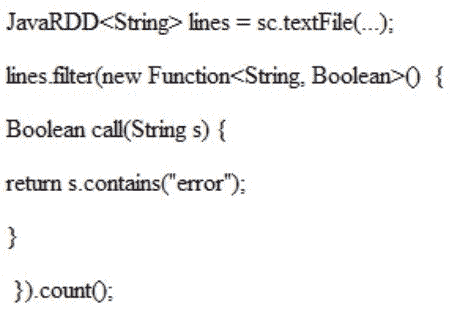 JavaRDD<String> lines = sc.textFile(...);
lines.filter(new Function<String, Boolean>() {
Boolean call(String s) {
return s.contains("error");
}
}).count();